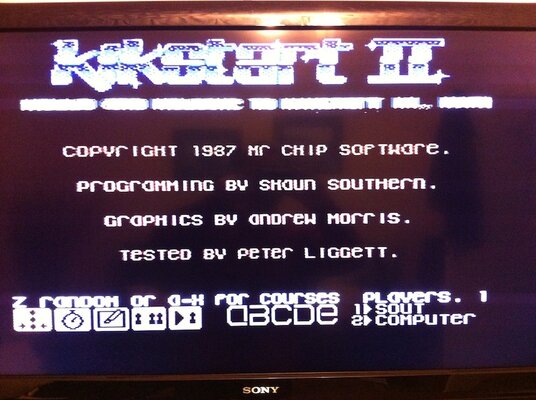 kikstart II
COPYRIGHT 1987 MR CHIP SOFTWARE.
PROGRAMMING BY SHAUN SOUTHERN.
GRAPHICS BY ANDREW MORRIS.
TESTED BY PETER LIGGETT.
Z RANDOM OR A-X FOR COURSES PLAYERS. 1
ABCDE 1▶SOUT
2▶COMPUTER
SONY